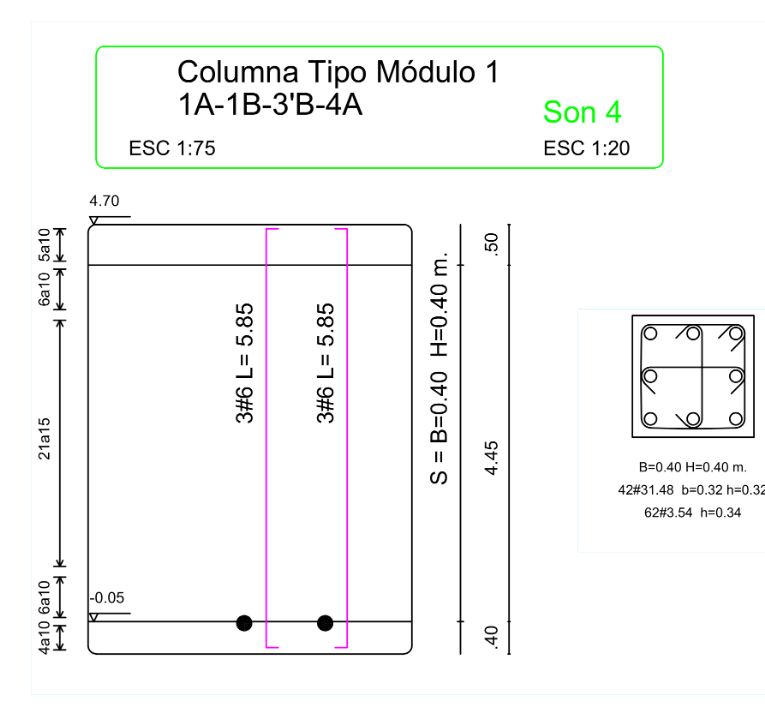 Columna Tipo Módulo 1
1A-1B-3'B-4A
Son 4
ESC 1:75
ESC 1:20
4.70
5a10
6a10
21a15
6a10
4a10
-0.05
3#6 L= 5.85
3#6 L= 5.85
S = B=0.40 H=0.40 m.
.50
4.45
.40
B=0.40 H=0.40 m.
42#31.48 b=0.32 h=0.32
62#3.54 h=0.34